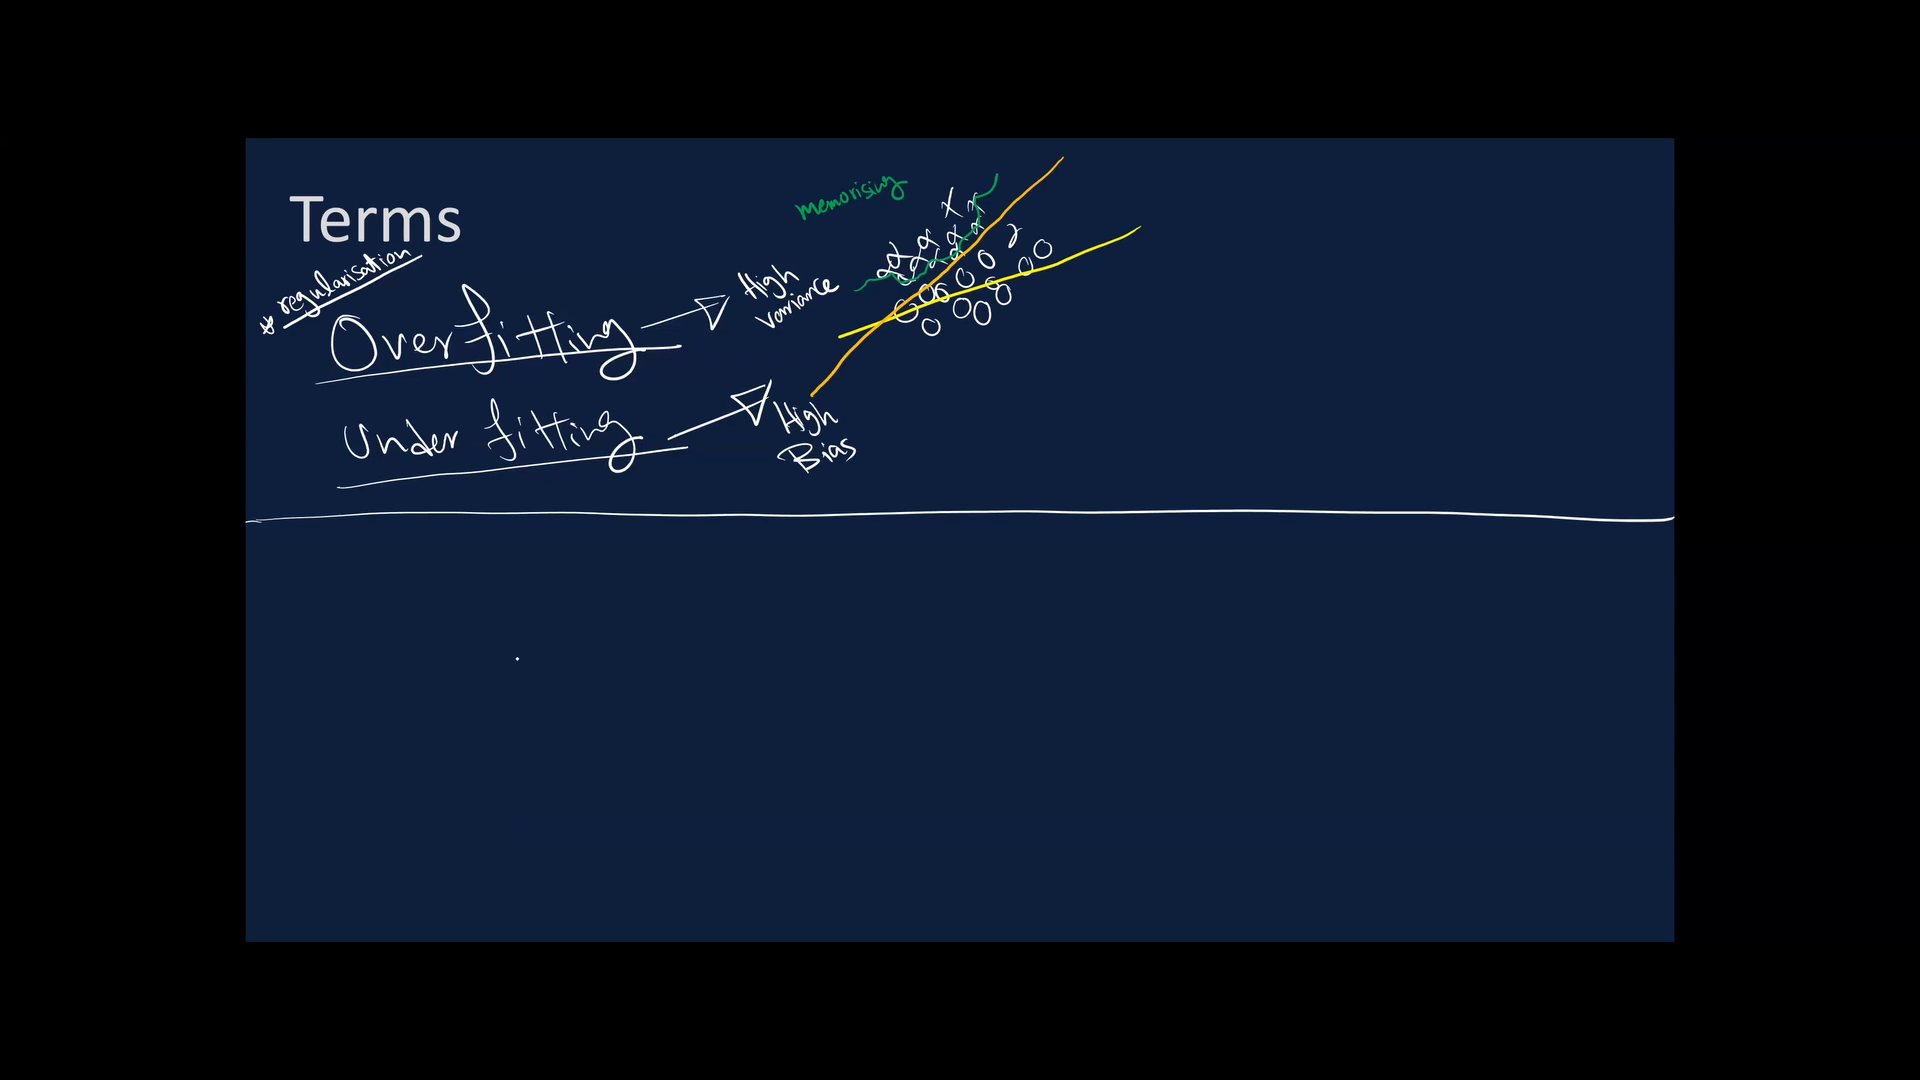 Terms
* regularisation
Overfitting
High
variance
memorising
Under fitting
High
Bias